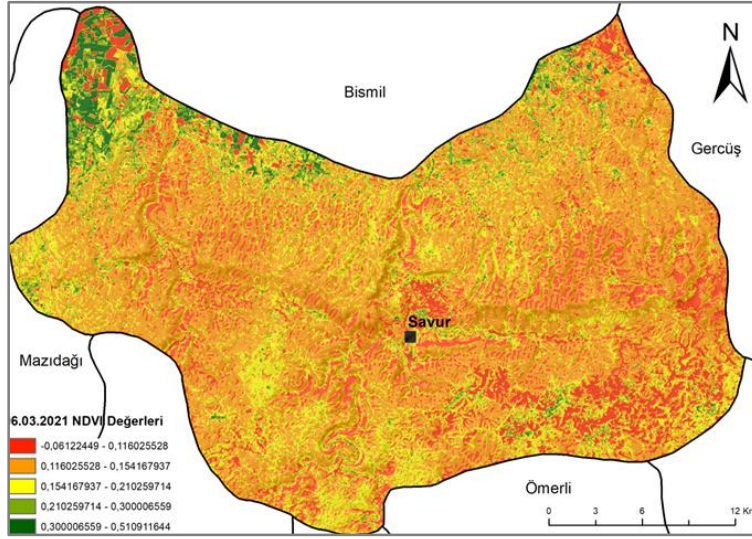 N
Bismil
Gercüş
Savur
Mazıdağı
6.03.2021 NDVI Değerleri
-0,06122449 - 0,116025528
0,116025528 - 0,154167937
0,154167937 - 0,210259714
0,210259714 - 0,300006559
0,300006559 - 0,510911644
Ömerli
0 3 6 12 Km